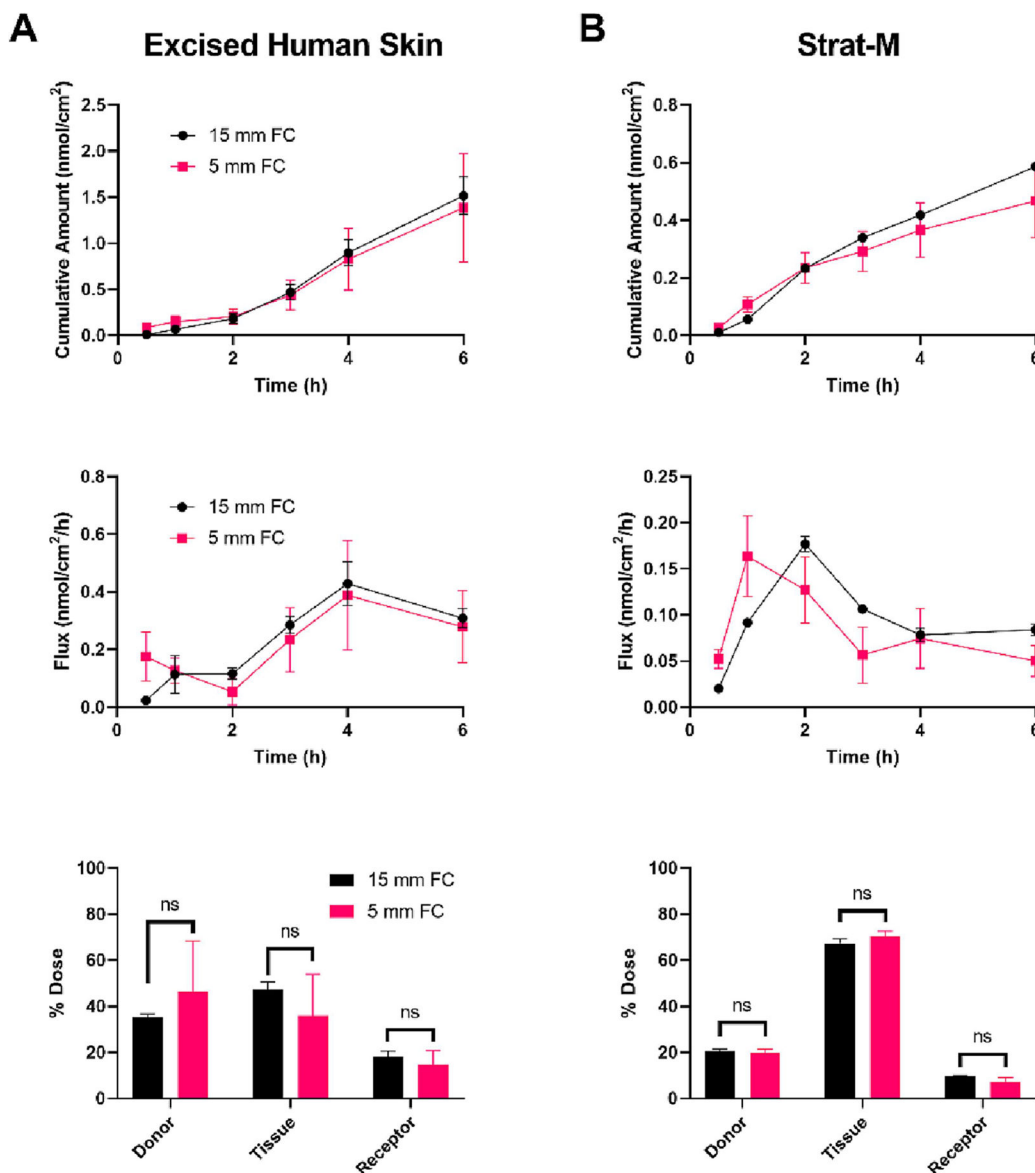 A
Excised Human Skin
Cumulative Amount (nmol/cm²)
2.5
2.0
1.5
1.0
0.5
0.0
15 mm FC
5 mm FC
0
2
4
6
Time (h)
Flux (nmol/cm²/h)
0.8
0.6
0.4
0.2
0.0
15 mm FC
5 mm FC
0
2
4
6
Time (h)
% Dose
100
80
60
40
20
0
15 mm FC
5 mm FC
ns
ns
ns
Donor
Tissue
Receptor
B
Strat-M
Cumulative Amount (nmol/cm²)
0.8
0.6
0.4
0.2
0.0
0
2
4
6
Time (h)
Flux (nmol/cm²/h)
0.25
0.20
0.15
0.10
0.05
0.00
0
2
4
6
Time (h)
% Dose
100
80
60
40
20
0
ns
ns
ns
Donor
Tissue
Receptor